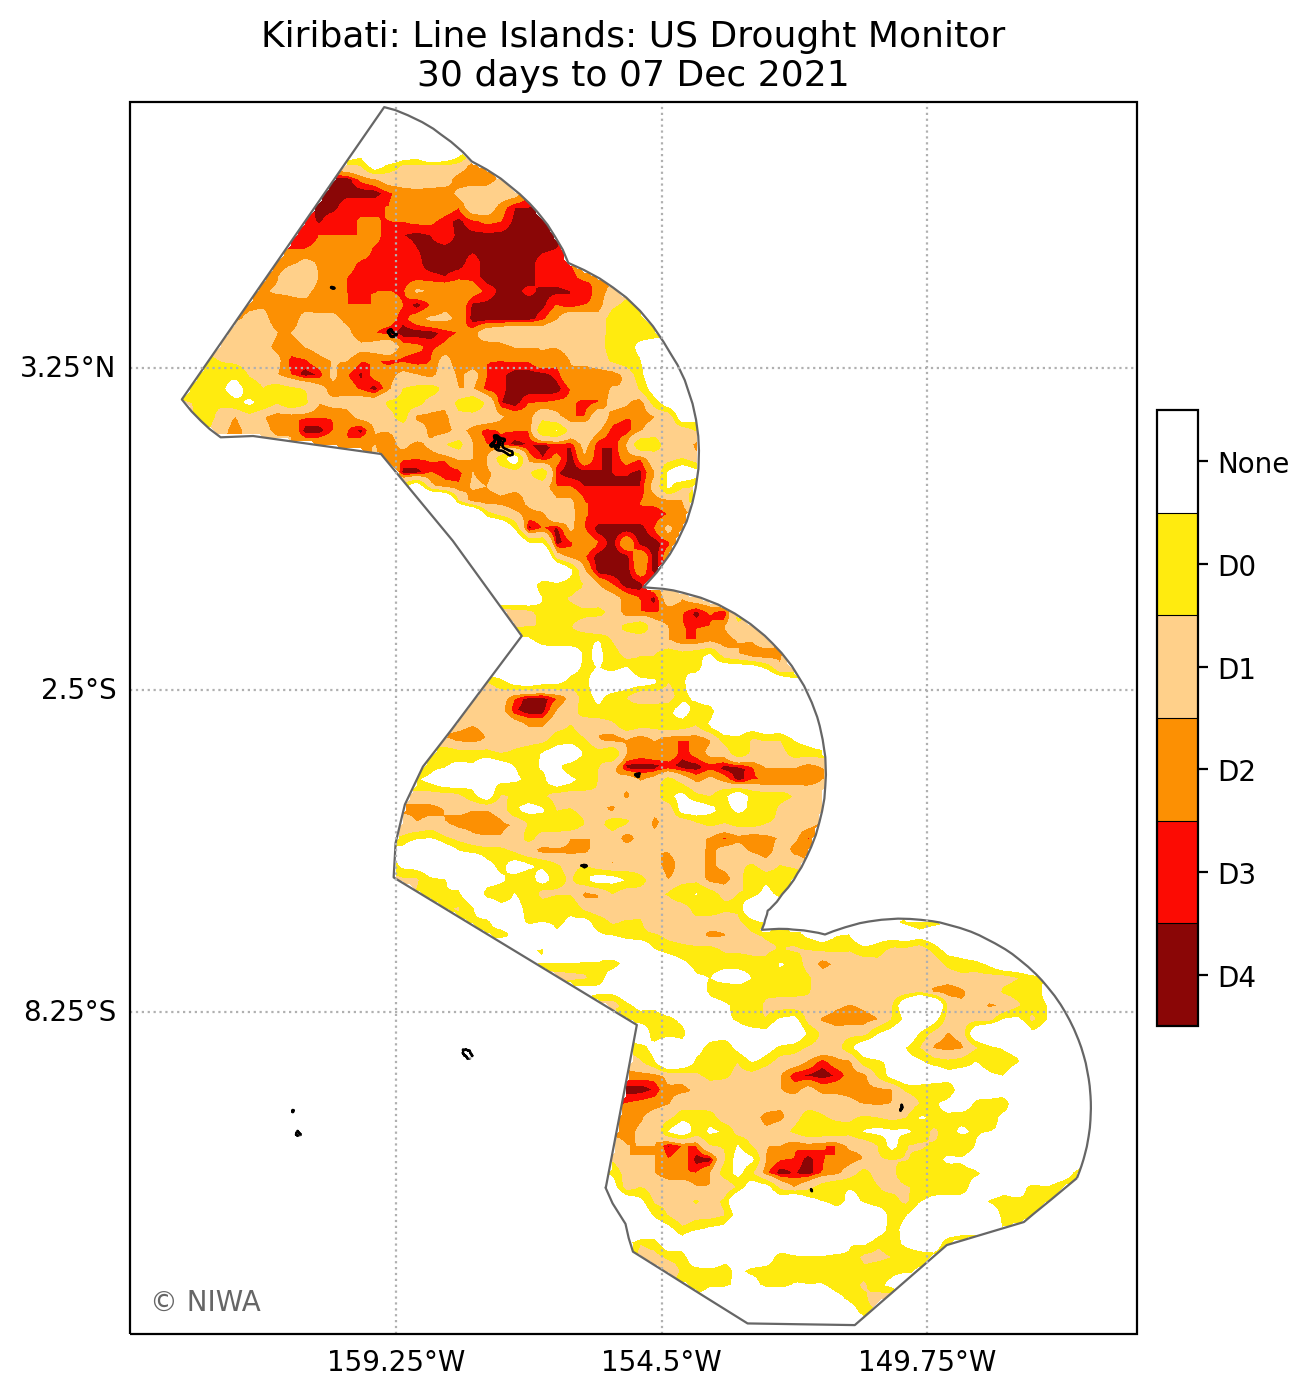 Kiribati: Line Islands: US Drought Monitor
30 days to 07 Dec 2021
3.25°N
2.5°S
8.25°S
159.25°W
154.5°W
149.75°W
None
D0
D1
D2
D3
D4
© NIWA